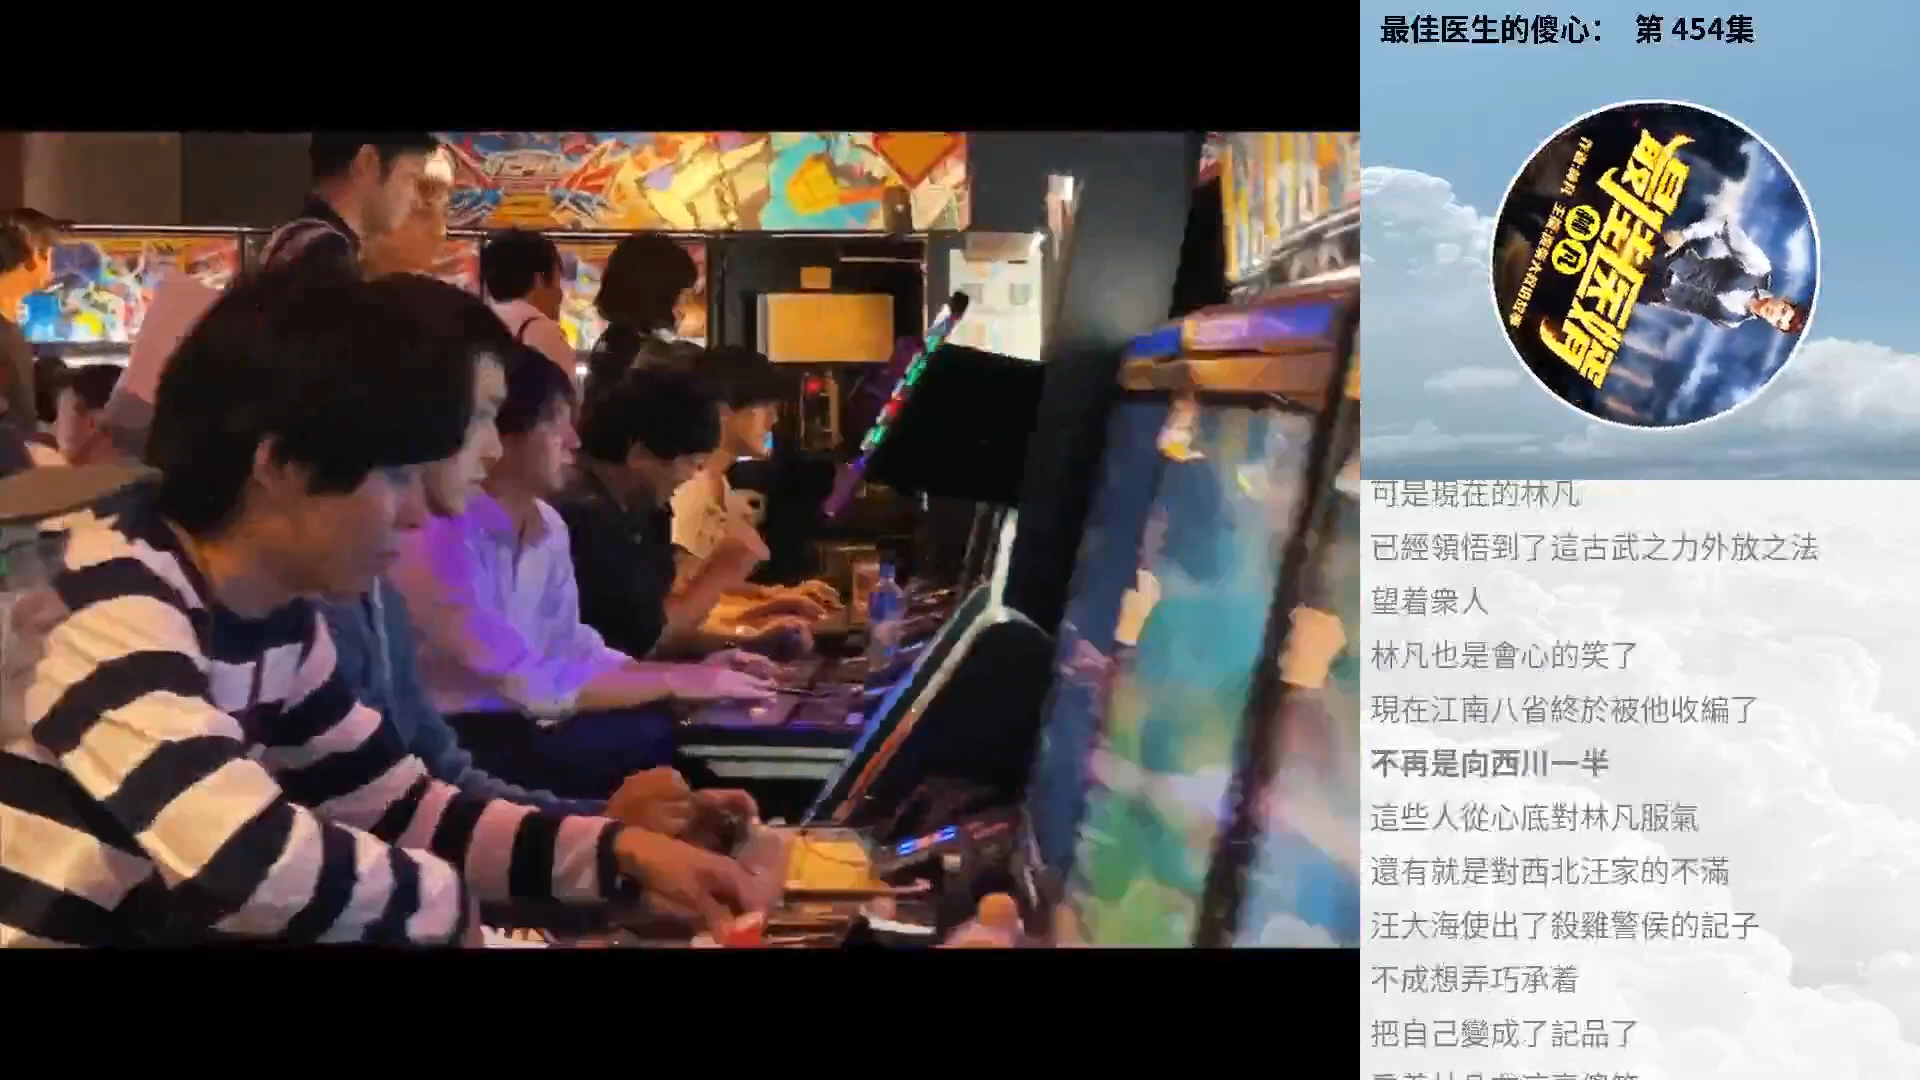 最佳医生的傻心： 第 454集
最佳医婿
林凡
可是現在的林凡
已經領悟到了這古武之力外放之法
望着衆人
林凡也是會心的笑了
現在江南八省終於被他收編了
不再是向西川一半
這些人從心底對林凡服氣
還有就是對西北汪家的不滿
汪大海使出了殺雞警侯的記子
不成想弄巧承着
把自己變成了記品了